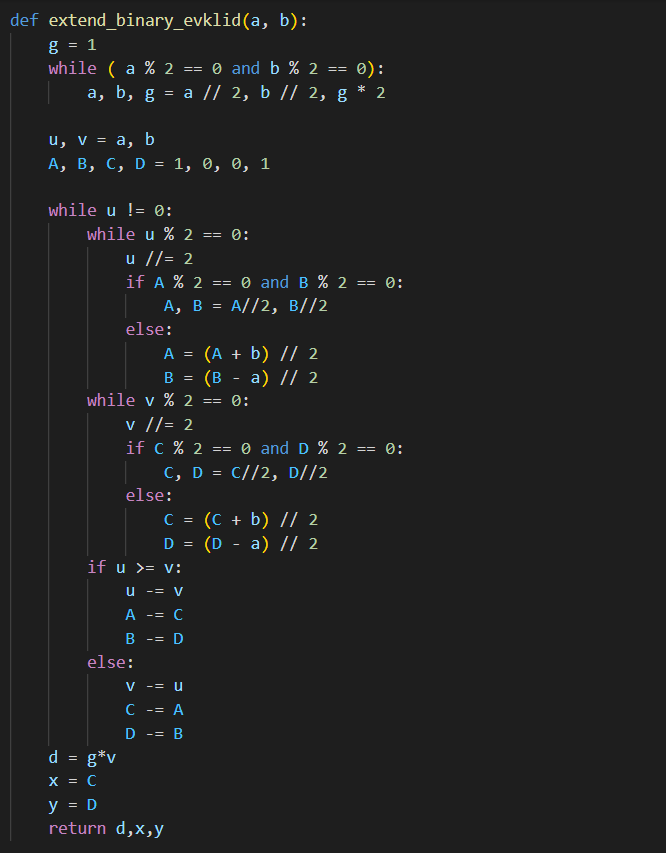 def extend_binary_evklid(a, b):
    g = 1
    while ( a % 2 == 0 and b % 2 == 0):
        a, b, g = a // 2, b // 2, g * 2

    u, v = a, b
    A, B, C, D = 1, 0, 0, 1

    while u != 0:
        while u % 2 == 0:
            u //= 2
            if A % 2 == 0 and B % 2 == 0:
                A, B = A//2, B//2
            else:
                A = (A + b) // 2
                B = (B - a) // 2
        while v % 2 == 0:
            v //= 2
            if C % 2 == 0 and D % 2 == 0:
                C, D = C//2, D//2
            else:
                C = (C + b) // 2
                D = (D - a) // 2
        if u >= v:
            u -= v
            A -= C
            B -= D
        else:
            v -= u
            C -= A
            D -= B
    d = g*v
    x = C
    y = D
    return d,x,y